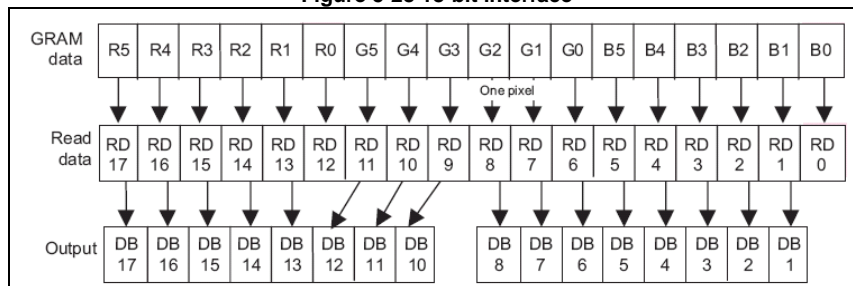 Figure 5-26 18-bit interface
GRAM data R5 R4 R3 R2 R1 R0 G5 G4 G3 G2 G1 G0 B5 B4 B3 B2 B1 B0
One pixel
Read data RD 17 RD 16 RD 15 RD 14 RD 13 RD 12 RD 11 RD 10 RD 9 RD 8 RD 7 RD 6 RD 5 RD 4 RD 3 RD 2 RD 1 RD 0
Output DB 17 DB 16 DB 15 DB 14 DB 13 DB 12 DB 11 DB 10 DB 8 DB 7 DB 6 DB 5 DB 4 DB 3 DB 2 DB 1